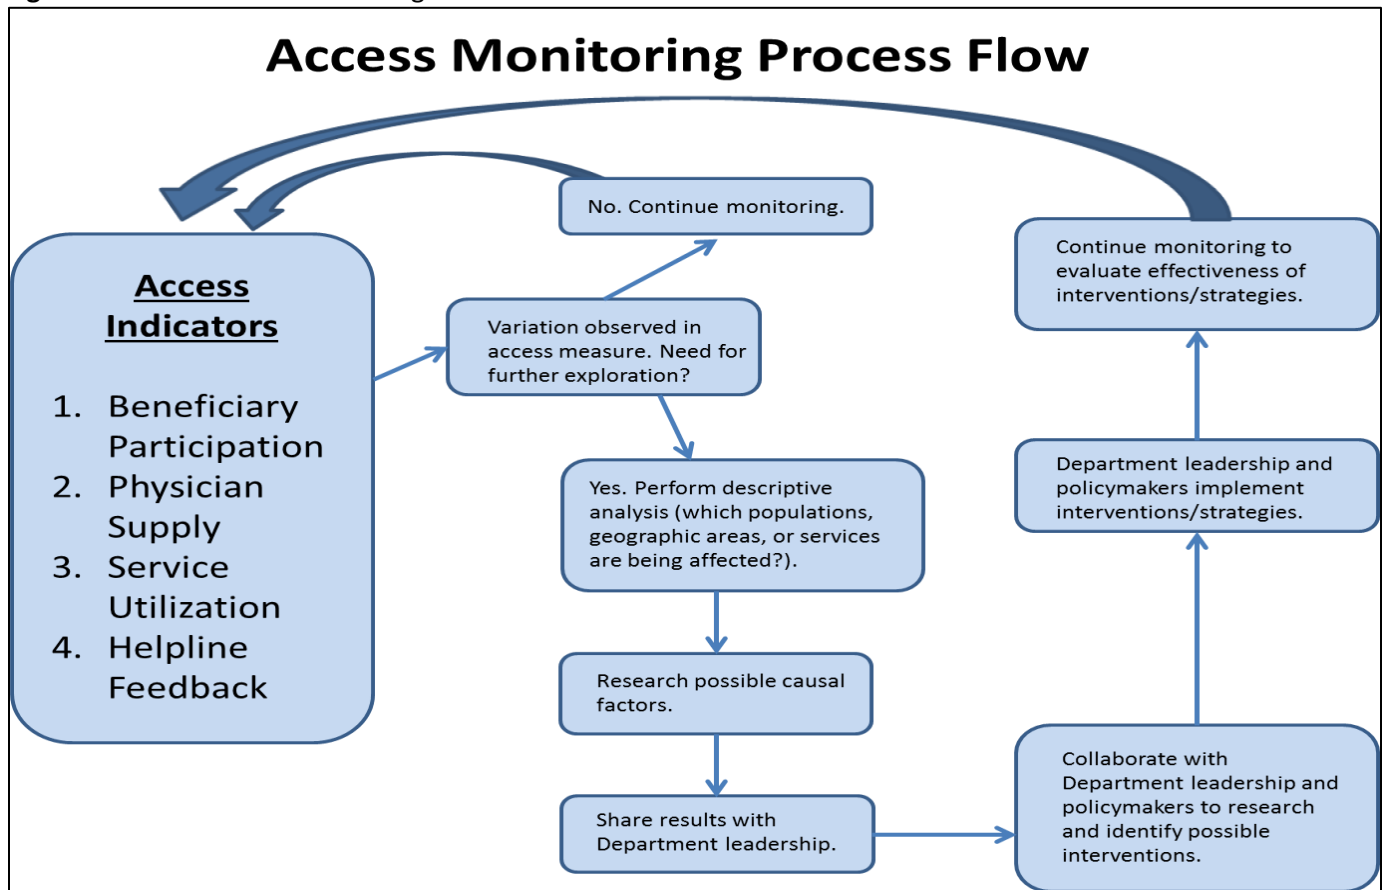 Access Monitoring Process Flow
No. Continue monitoring.
Access
Indicators
1. Beneficiary
Participation
2. Physician
Supply
3. Service
Utilization
4. Helpline
Feedback
Variation observed in
access measure. Need for
further exploration?
Yes. Perform descriptive
analysis (which populations,
geographic areas, or services
are being affected?).
Research possible causal
factors.
Share results with
Department leadership.
Collaborate with
Department leadership and
policymakers to research
and identify possible
interventions.
Department leadership and
policymakers implement
interventions/strategies.
Continue monitoring to
evaluate effectiveness of
interventions/strategies.